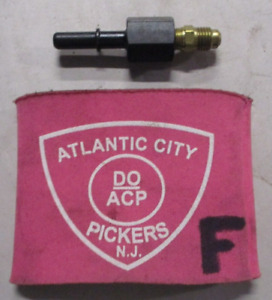 ATLANTIC CITY
DO
ACP
PICKERS
N.J.
F